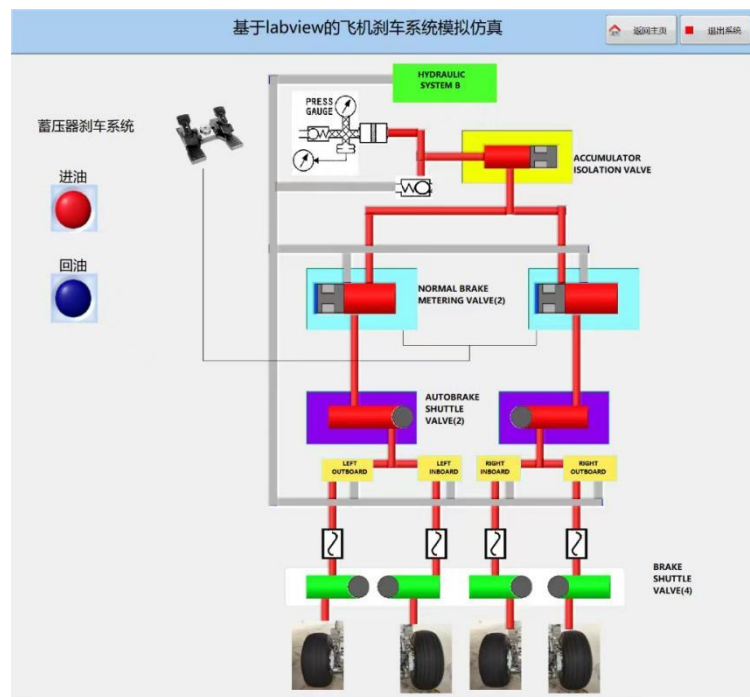 基于labview的飞机刹车系统模拟仿真
返回主页
退出系统
HYDRAULIC
SYSTEM B
PRESS
GAUGE
蓄压器刹车系统
ACCUMULATOR
ISOLATION VALVE
进油
回油
NORMAL BRAKE
METERING VALVE(2)
AUTOBRAKE
SHUTTLE
VALVE(2)
LEFT
OUTBOARD
LEFT
INBOARD
RIGHT
INBOARD
RIGHT
OUTBOARD
BRAKE
SHUTTLE
VALVE(4)